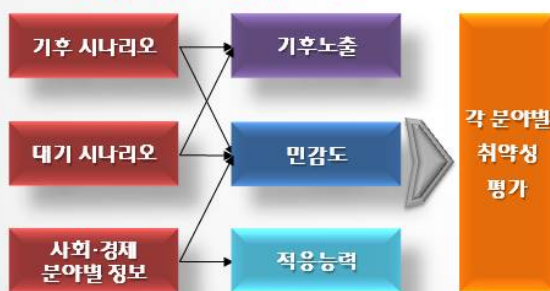 기후 시나리오
기후노출
대기 시나리오
민감도
사회·경제
분야별 정보
적응능력
각 분야별
취약성
평가